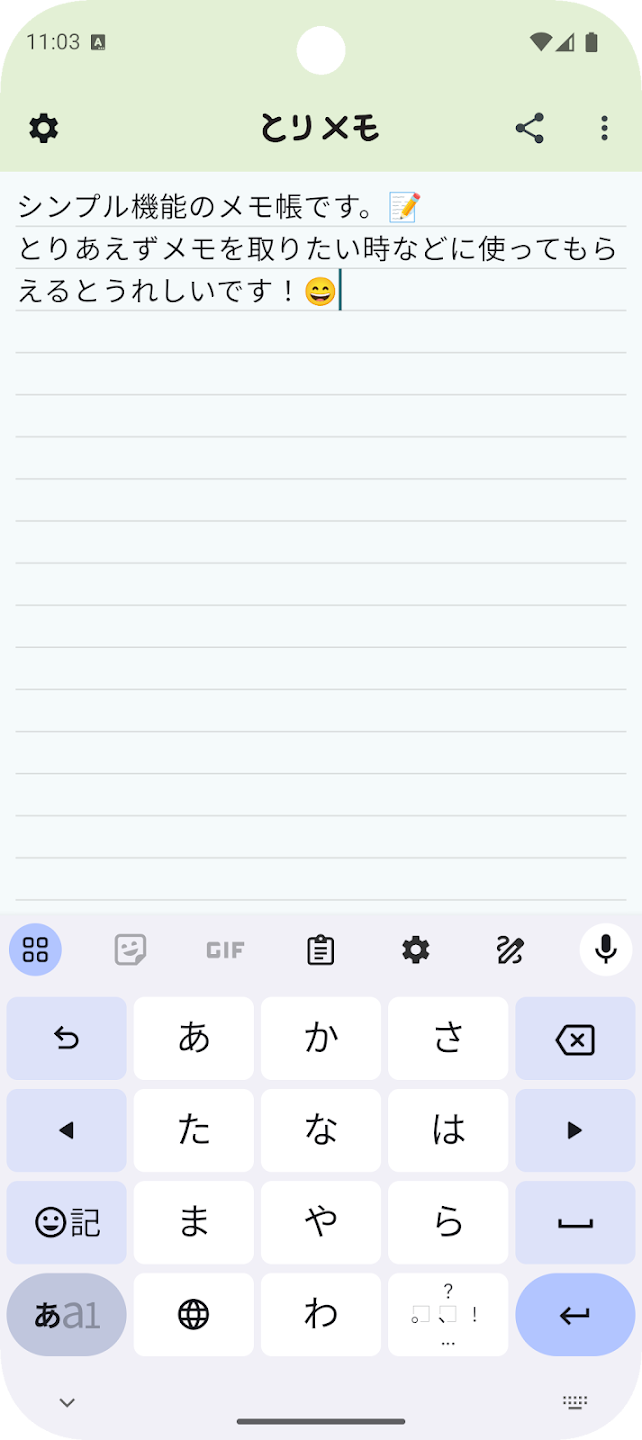 11:03
とりメモ
シンプル機能のメモ帳です。📝
とりあえずメモを取りたい時などに使ってもら
えるとうれしいです！😄
GIF
あ か さ
た な は
記 ま や ら
あa1 わ 。、?!…